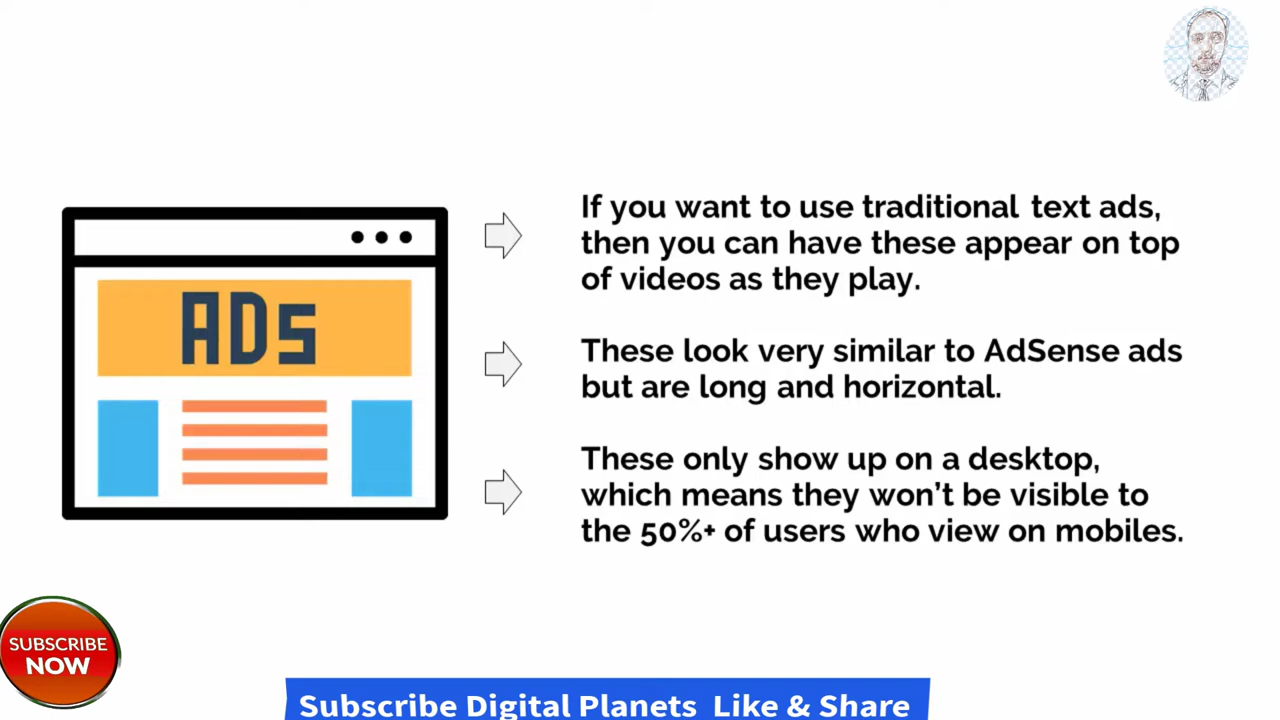 If you want to use traditional text ads,
then you can have these appear on top
of videos as they play.
ADS
These look very similar to AdSense ads
but are long and horizontal.
These only show up on a desktop,
which means they won't be visible to
the 50%+ of users who view on mobiles.
SUBSCRIBE
NOW
Subscribe Digital Planets Like & Share